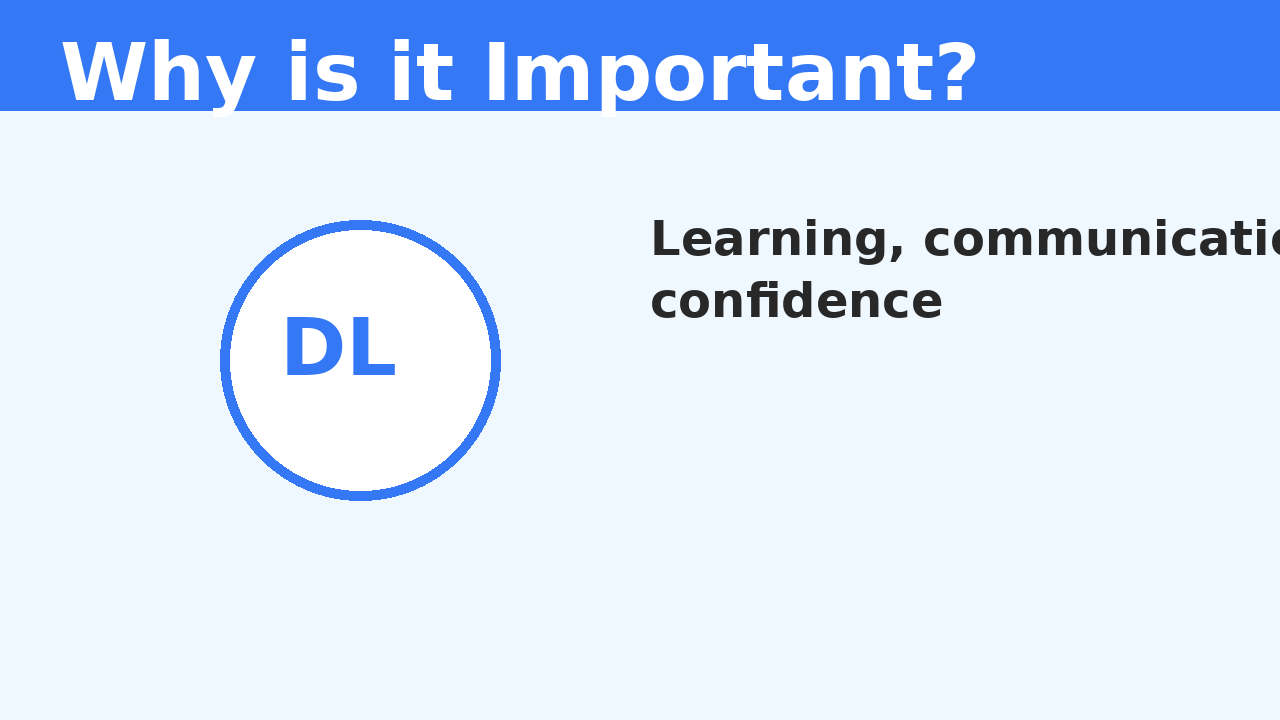 Why is it Important?
DL
Learning, communicatio
confidence